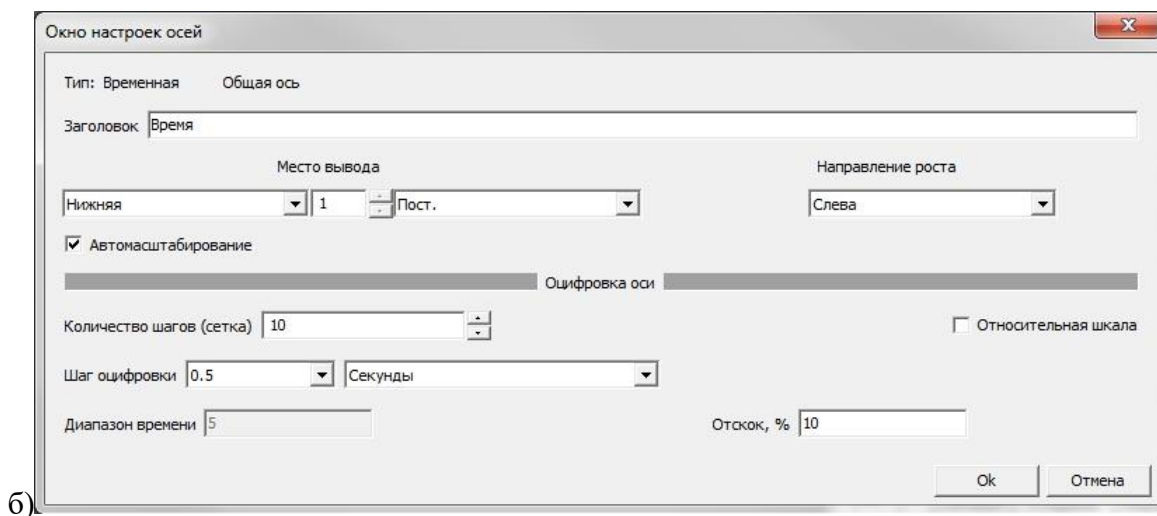 Окно настроек осей
Тип: Временная Общая ось
Заголовок Время
Место вывода Направление роста
Нижняя 1 Пост. Слева
Автомасштабирование
Оцифровка оси
Количество шагов (сетка) 10 Относительная шкала
Шаг оцифровки 0.5 Секунды
Диапазон времени 5 Отскок, % 10
Ok Отмена
б)